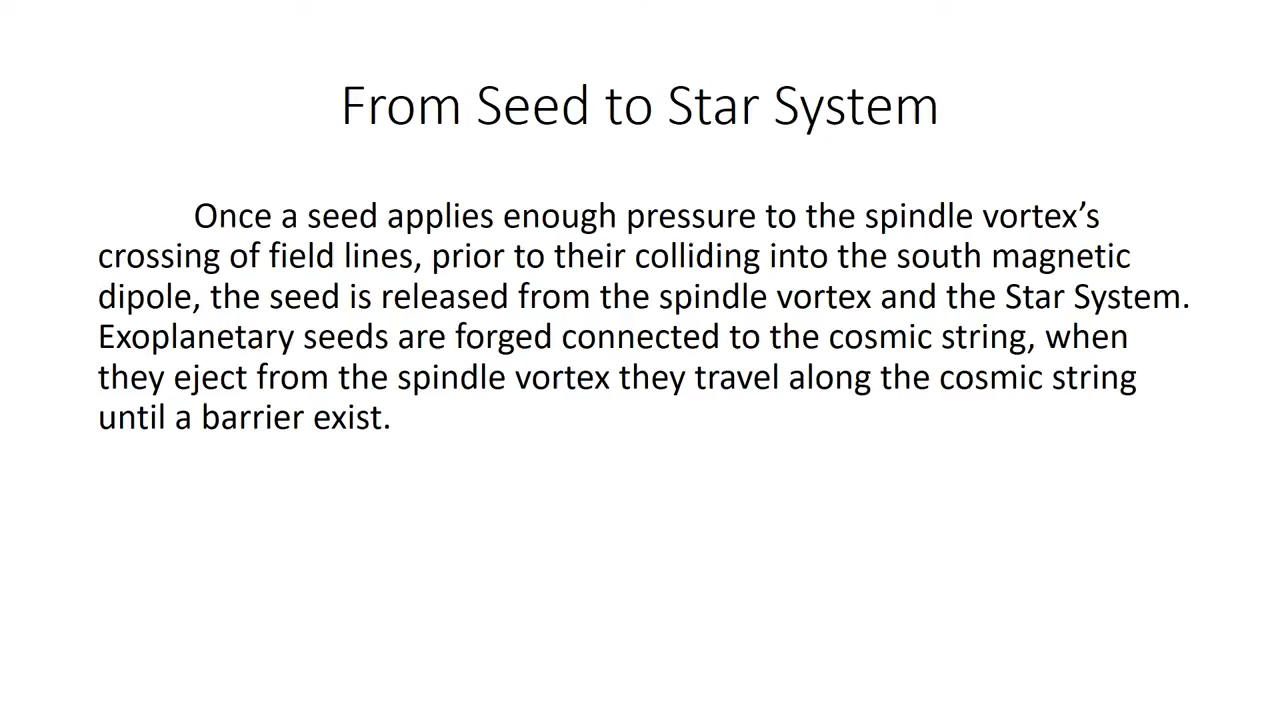 From Seed to Star System
Once a seed applies enough pressure to the spindle vortex’s
crossing of field lines, prior to their colliding into the south magnetic
dipole, the seed is released from the spindle vortex and the Star System.
Exoplanetary seeds are forged connected to the cosmic string, when
they eject from the spindle vortex they travel along the cosmic string
until a barrier exist.